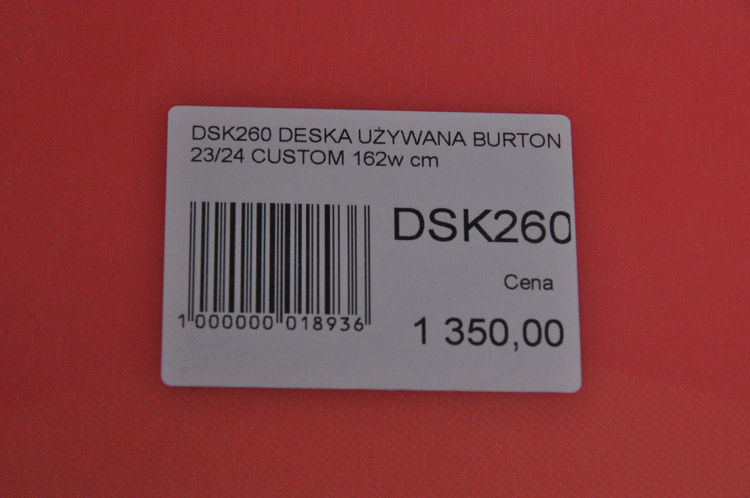 DSK260 DESKA UŻYWANA BURTON
23/24 CUSTOM 162w cm
DSK260
Cena
1 000000 018936
1 350,00